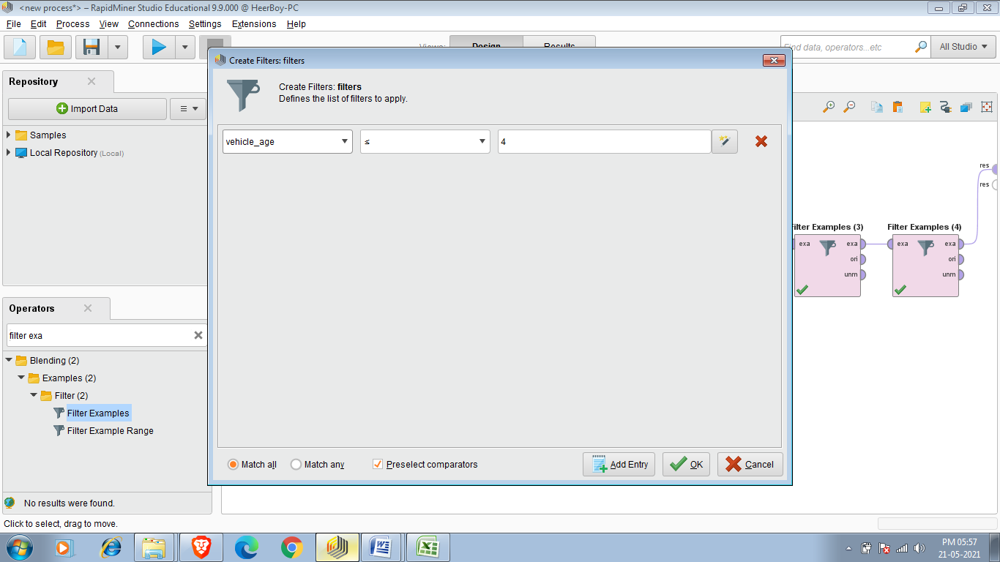 <new process*> – RapidMiner Studio Educational 9.9.000 @ HeerBoy-PC
File Edit Process View Connections Settings Extensions Help
Views: Design Results
Find data, operators...etc
All Studio
Repository
Import Data
Samples
Local Repository (Local)
Operators
filter exa
Blending (2)
Examples (2)
Filter (2)
Filter Examples
Filter Example Range
No results were found.
Click to select, drag to move.
Create Filters: filters
Create Filters: filters
Defines the list of filters to apply.
vehicle_age ≤ 4
Match all Match any Preselect comparators Add Entry OK Cancel
res
res
Filter Examples (3) Filter Examples (4)
exa exa exa exa
ori ori
unm unm
PM 05:57
21-05-2021